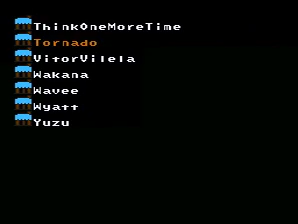 ThinkOneMoreTime
Tornado
VitorVilela
Wakana
Wavee
Wyatt
Yuzu